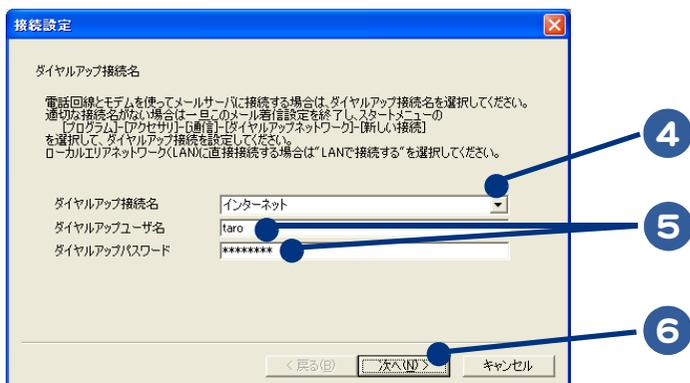 接続設定
ダイヤルアップ接続名
電話回線とモデムを使ってメールサーバに接続する場合は、ダイヤルアップ接続名を選択してください。
適切な接続名がない場合は一旦このメール着信設定を終了し、スタートメニューの
[プログラム]-[アクセサリ]-[通信]-[ダイヤルアップネットワーク]-[新しい接続]
を選択して、ダイヤルアップ接続を設定してください。
ローカルエリアネットワーク(LAN)に直接接続する場合は"LANで接続する"を選択してください。
4
ダイヤルアップ接続名 インターネット
ダイヤルアップユーザ名 taro
5
ダイヤルアップパスワード ********
6
< 戻る(B) 次へ(N) > キャンセル